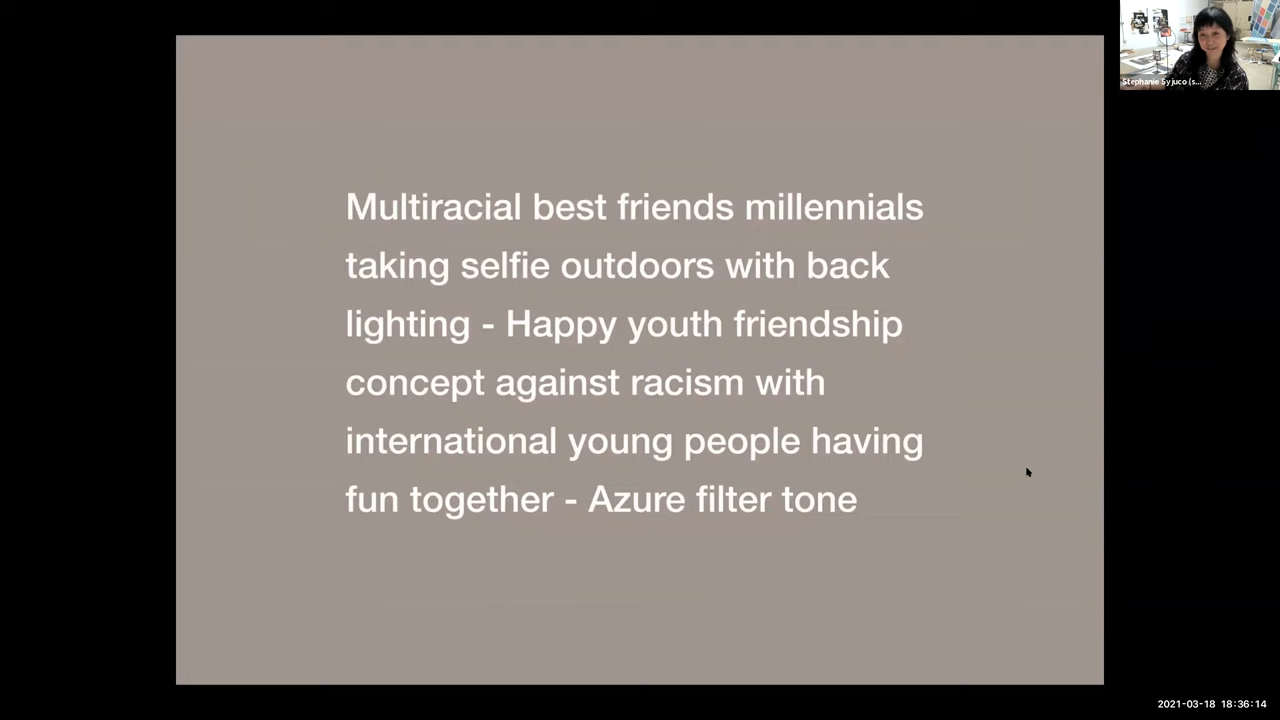 Stephanie Syjuco (s...
Multiracial best friends millennials
taking selfie outdoors with back
lighting - Happy youth friendship
concept against racism with
international young people having
fun together - Azure filter tone
2021-03-18 18:36:14